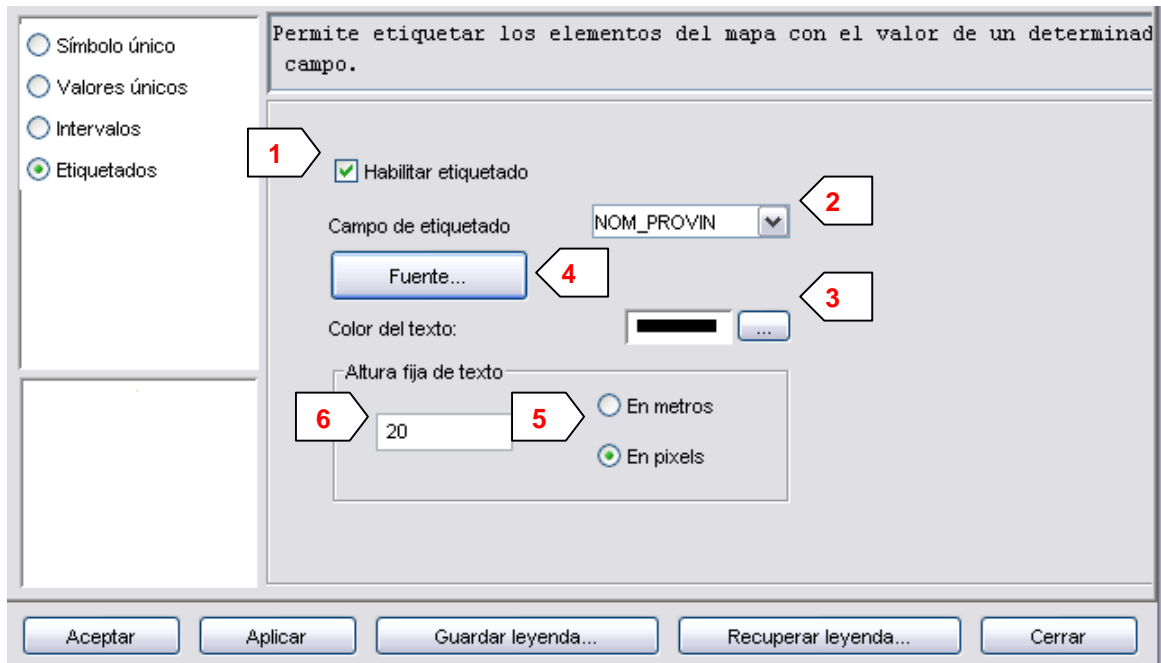 Símbolo único
Valores únicos
Intervalos
Etiquetados
Permite etiquetar los elementos del mapa con el valor de un determinad
campo.
1
Habilitar etiquetado
2
Campo de etiquetado
NOM_PROVIN
Fuente...
4
3
Color del texto:
...
Altura fija de texto
6
20
5
En metros
En pixels
Aceptar
Aplicar
Guardar leyenda...
Recuperar leyenda...
Cerrar